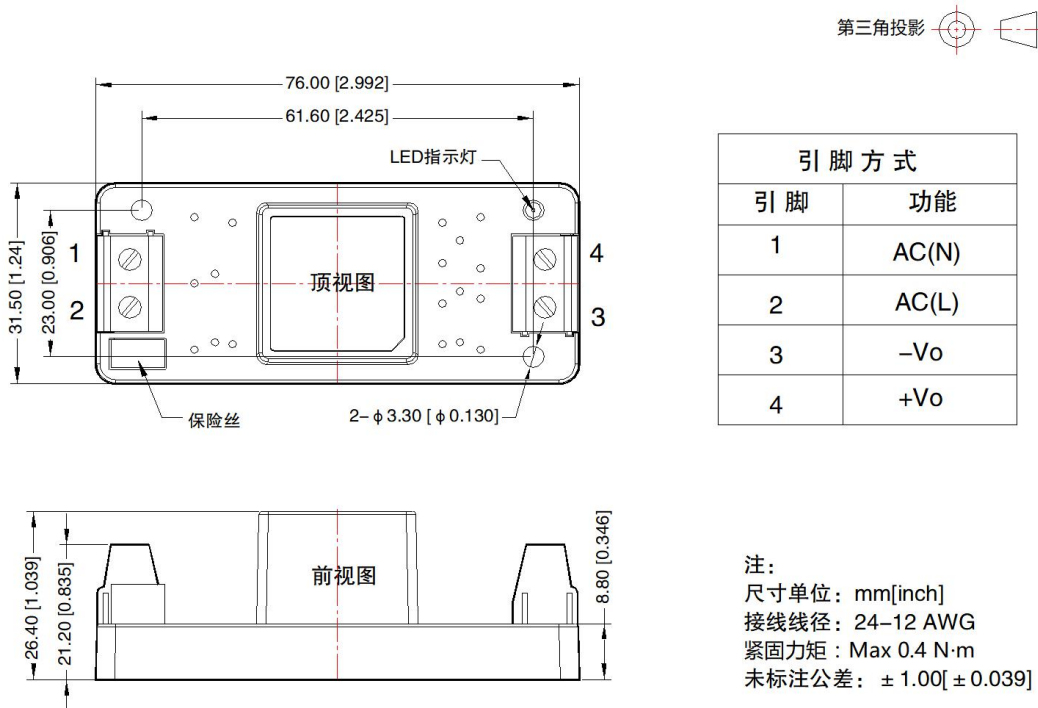 第三角投影
76.00 [2.992]
61.60 [2.425]
LED指示灯
31.50 [1.24]
23.00 [0.906]
1
2
顶视图
4
3
保险丝
2-φ3.30 [φ0.130]
引脚方式
引脚 功能
1 AC(N)
2 AC(L)
3 –Vo
4 +Vo
26.40 [1.039]
21.20 [0.835]
前视图
8.80 [0.346]
注:
尺寸单位: mm[inch]
接线线径: 24–12 AWG
紧固力矩: Max 0.4 N·m
未标注公差: ±1.00[±0.039]